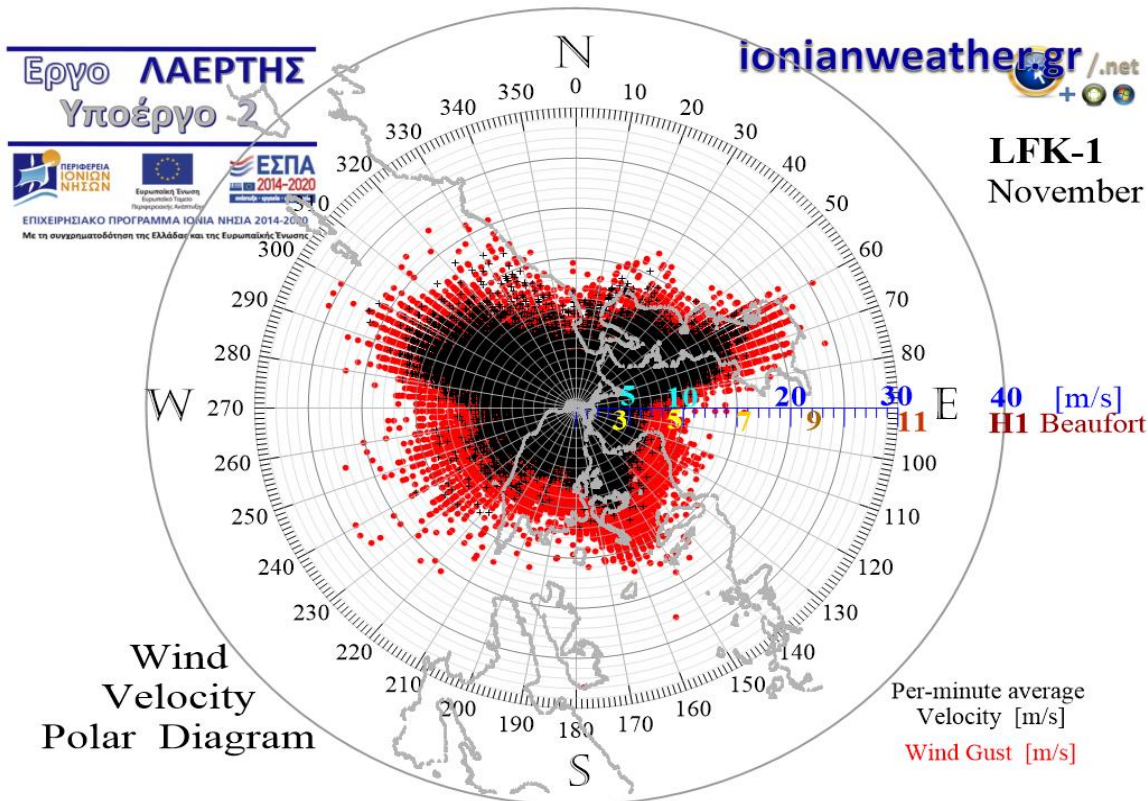 Εργο ΛΑΕΡΤΗΣ
Υποέργο 2
ΠΕΡΙΦΕΡΕΙΑ
ΙΟΝΙΩΝ
ΝΗΣΩΝ
Ευρωπαϊκή Ένωση
Ευρωπαϊκό Ταμείο
Περιφερειακής Ανάπτυξης
ΕΣΠΑ
2014-2020
ΕΠΙΧΕΙΡΗΣΙΑΚΟ ΠΡΟΓΡΑΜΜΑ ΙΟΝΙΑ ΝΗΣΙΑ 2014-2020
Με τη συγχρηματοδότηση της Ελλάδας και της Ευρωπαϊκής Ένωσης
ionianweather.gr /.net
+
LFK-1
November
N
0 10 20 30 40 50 60 70 80
E
100 110 120 130 140 150 160 170 180
S
190 200 210 220 230 240 250 260 270
W
280 290 300 310 320 330 340 350
5 10 20 30 40 [m/s]
3 5 7 9 11 H1 Beaufort
Wind
Velocity
Polar Diagram
Per-minute average
Velocity [m/s]
Wind Gust [m/s]